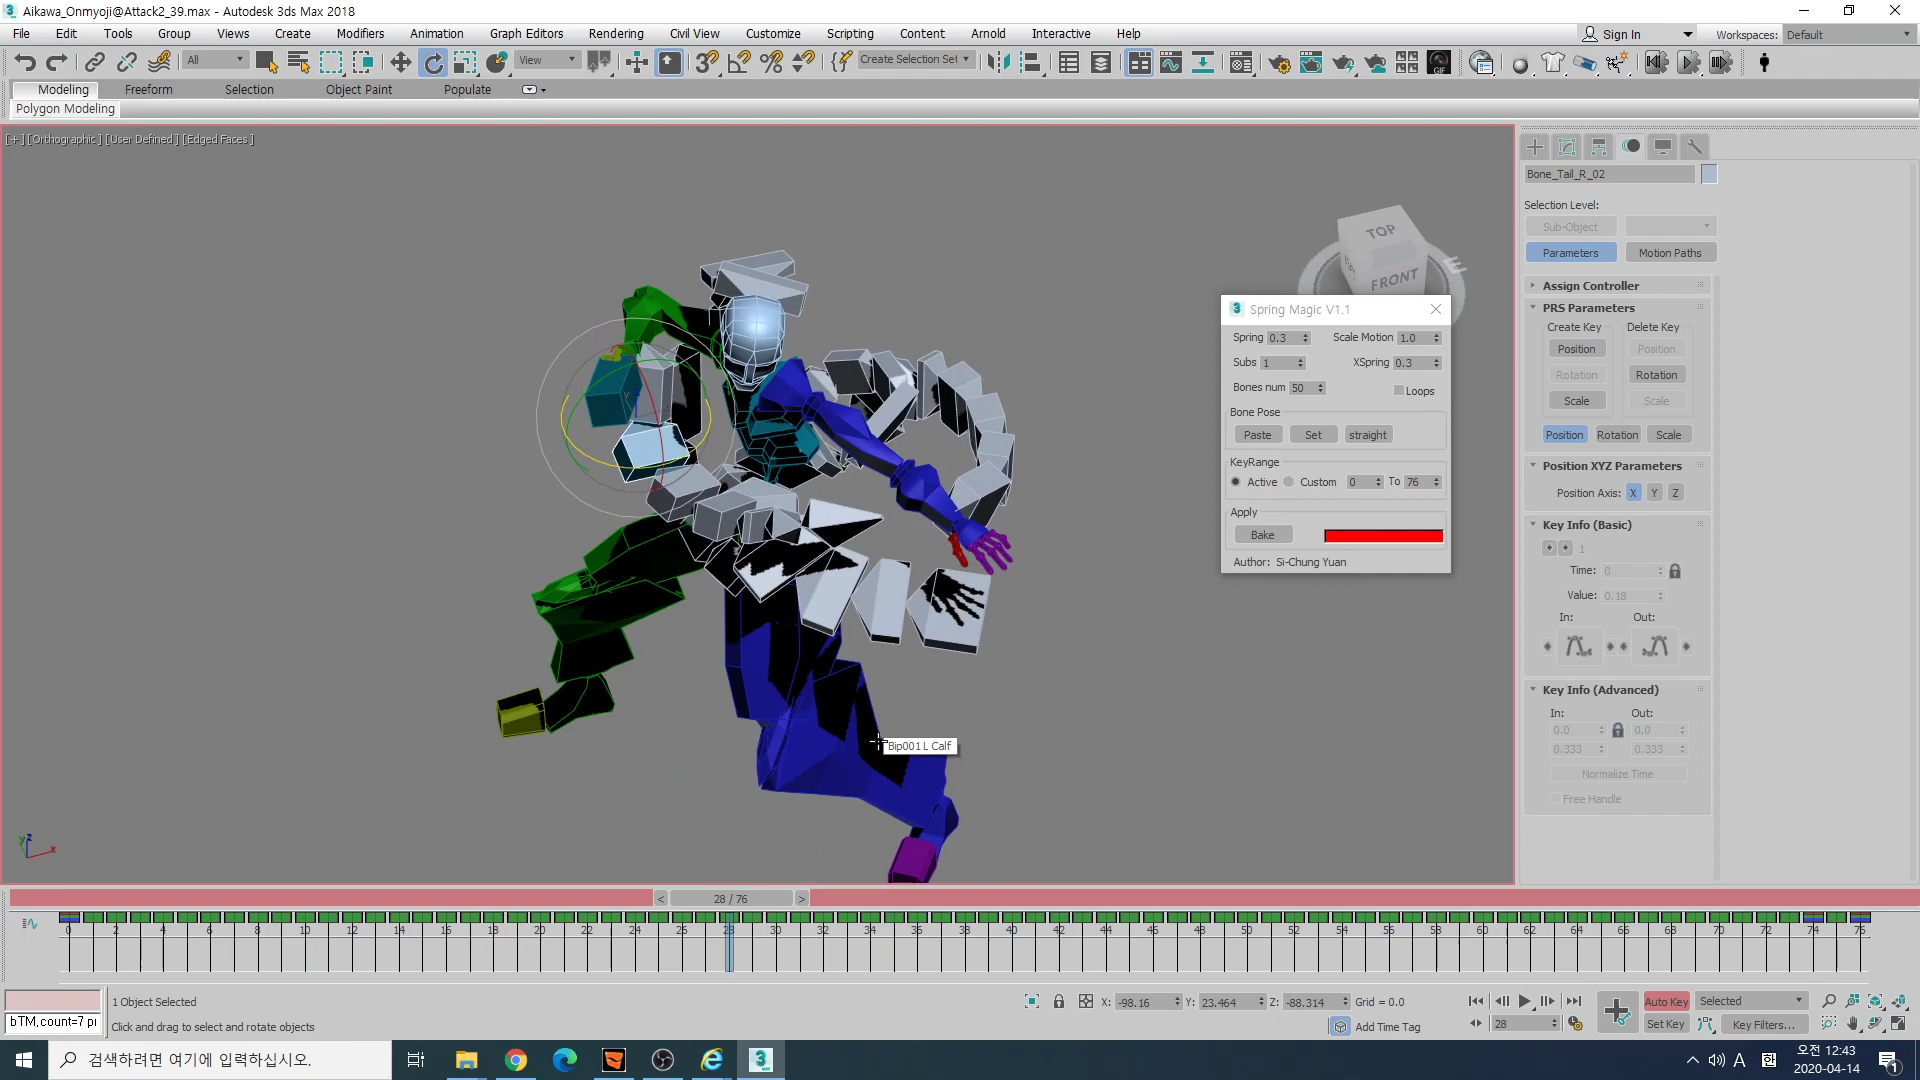 Aikawa_Onmyoji@Attack2_39.max - Autodesk 3ds Max 2018
File Edit Tools Group Views Create Modifiers Animation Graph Editors Rendering Civil View Customize Scripting Content Arnold Interactive Help
Sign In Workspaces: Default
All View Create Selection Set GIF
Modeling Freeform Selection Object Paint Populate
Polygon Modeling
[+] [Orthographic] [User Defined] [Edged Faces]
TOP
FRONT
Bone_Tail_R_02
Selection Level:
Sub-Object
Parameters Motion Paths
Assign Controller
PRS Parameters
Create Key Delete Key
Position Position
Rotation Rotation
Scale Scale
Position Rotation Scale
Position XYZ Parameters
Position Axis: X Y Z
Key Info (Basic)
1
Time: 0
Value: 0.18
In: Out:
Key Info (Advanced)
In: Out:
0.0 0.0
0.333 0.333
Normalize Time
Free Handle
Spring Magic V1.1
Spring 0.3 Scale Motion 1.0
Subs 1 XSpring 0.3
Bones num 50 Loops
Bone Pose
Paste Set straight
KeyRange
Active Custom 0 To 76
Apply
Bake
Author: Si-Chung Yuan
Bip001 L Calf
z
y
x
< 28 / 76 >
0 2 4 6 8 10 12 14 16 18 20 22 24 26 28 30 32 34 36 38 40 42 44 46 48 50 52 54 56 58 60 62 64 66 68 70 72 74 76
1 Object Selected
X: -98.16 Y: 23.464 Z: -88.314 Grid = 0.0
Auto Key Selected
bTM.count=7
Click and drag to select and rotate objects
Add Time Tag
28
Set Key Key Filters...
검색하려면 여기에 입력하십시오.
A 한
오전 12:43
2020-04-14
1